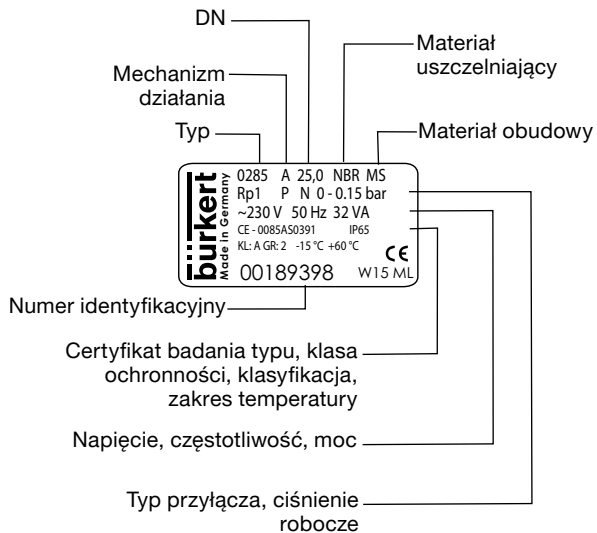 DN
Materiał
uszczelniający
Mechanizm
działania
Typ
Materiał obudowy
bürkert
Made in Germany
0285 A 25,0 NBR MS
Rp1 P N 0 - 0.15 bar
~230 V 50 Hz 32 VA
CE - 0085AS0391 IP65
KL: A GR: 2 -15 °C +60 °C
CE
00189398 W15 ML
Numer identyfikacyjny
Certyfikat badania typu, klasa
ochronności, klasyfikacja,
zakres temperatury
Napięcie, częstotliwość, moc
Typ przyłącza, ciśnienie
robocze